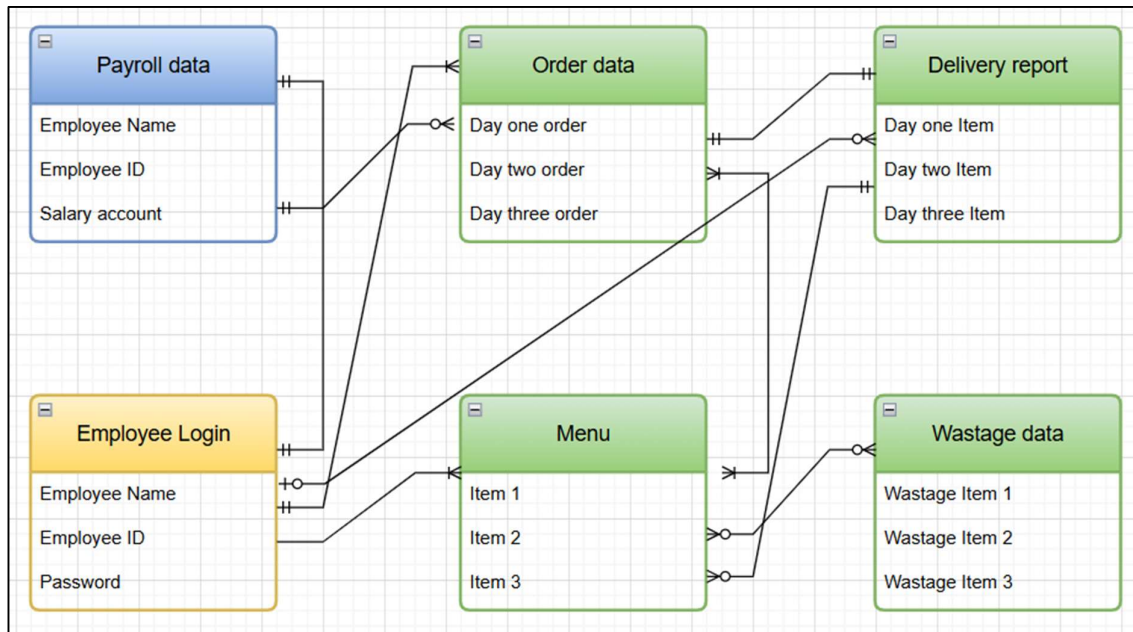 Payroll data
Employee Name
Employee ID
Salary account
Order data
Day one order
Day two order
Day three order
Delivery report
Day one Item
Day two Item
Day three Item
Employee Login
Employee Name
Employee ID
Password
Menu
Item 1
Item 2
Item 3
Wastage data
Wastage Item 1
Wastage Item 2
Wastage Item 3